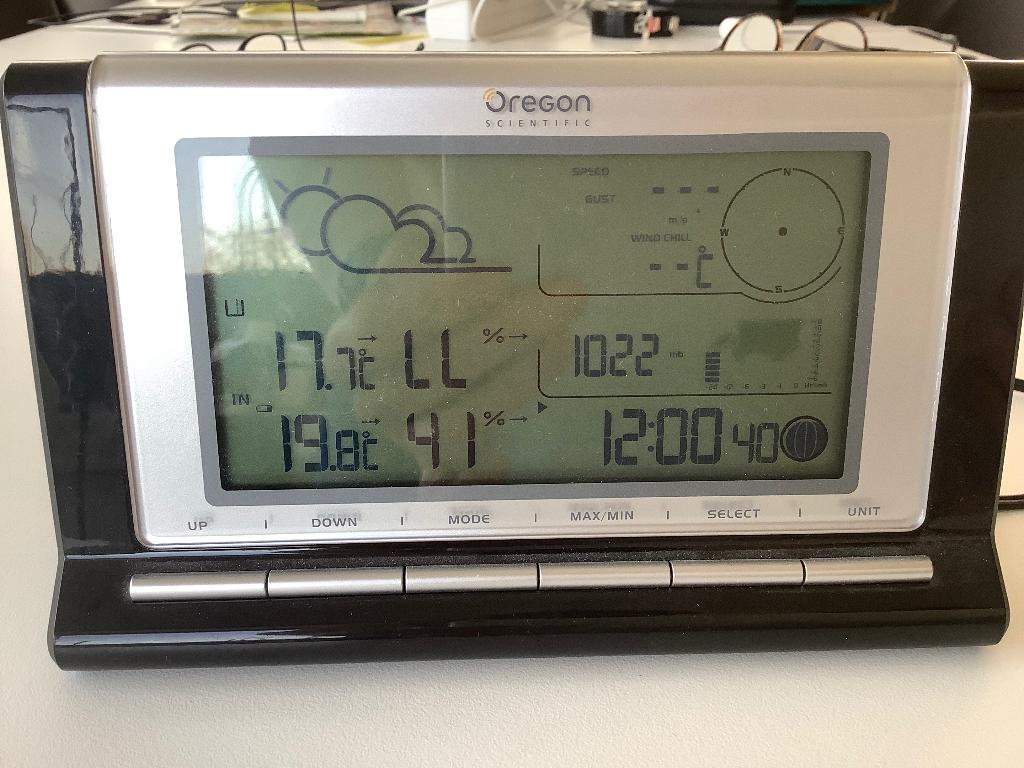 Oregon
SCIENTIFIC
SPEED
GUST
---
m/s
WIND CHILL
--°C
N
W
E
S
17.7°C LL %
1022 mb
IN
19.8°C 41 %
12:00 40
UP | DOWN | MODE | MAX/MIN | SELECT | UNIT